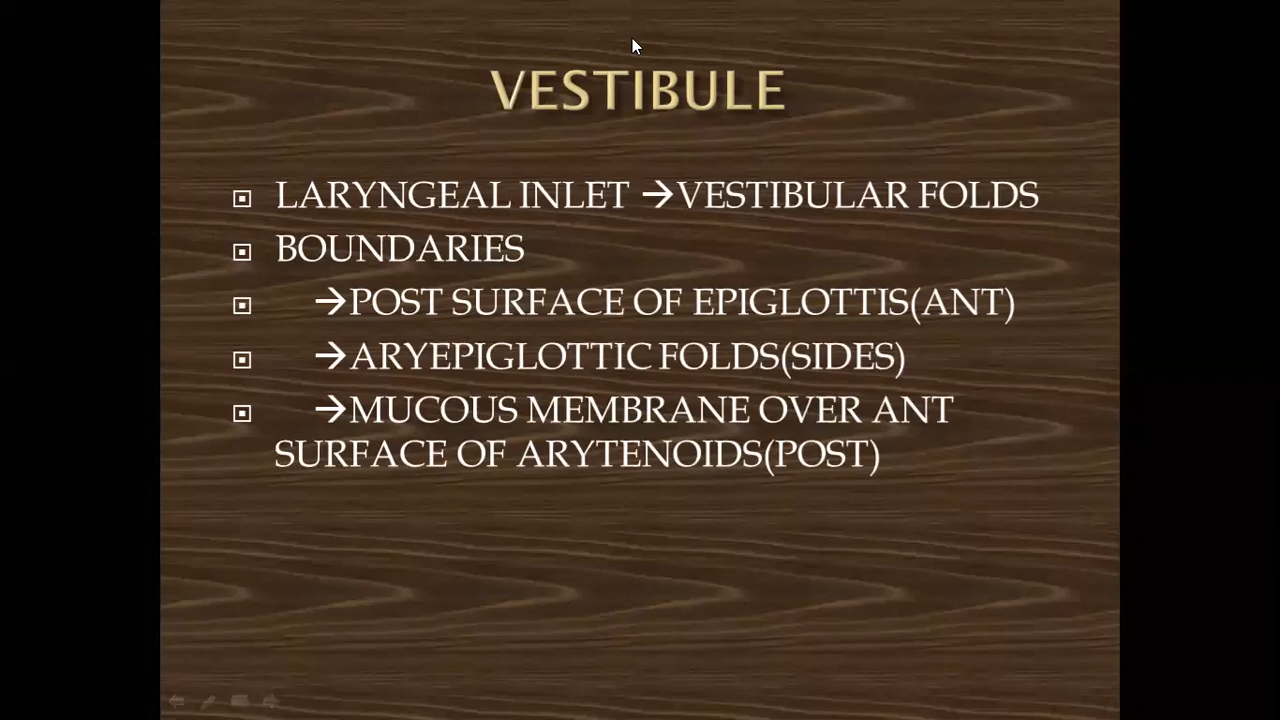 VESTIBULE
LARYNGEAL INLET →VESTIBULAR FOLDS
BOUNDARIES
→POST SURFACE OF EPIGLOTTIS(ANT)
→ARYEPIGLOTTIC FOLDS(SIDES)
→MUCOUS MEMBRANE OVER ANT
SURFACE OF ARYTENOIDS(POST)